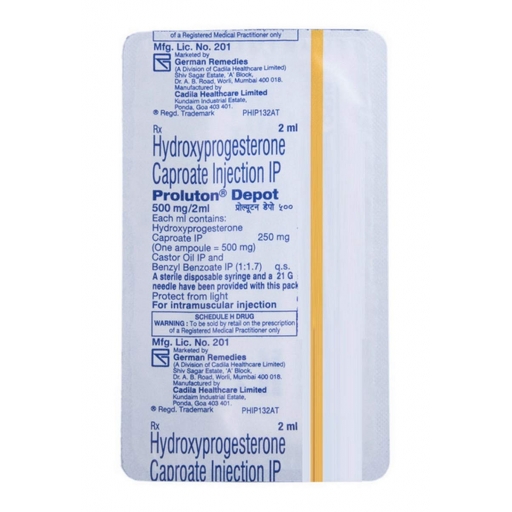 of a Registered Medical Practitioner only
Mfg. Lic. No. 201
Marketed by
German Remedies
(A Division of Cadila Healthcare Limited)
Shiv Sagar Estate, 'A' Block,
Dr. A. B. Road, Worli, Mumbai 400 018.
Manufactured by
Cadila Healthcare Limited
Kundaim Industrial Estate,
Ponda, Goa 403 401.
® Regd. Trademark PHIP132AT
Rx 2 ml
Hydroxyprogesterone
Caproate Injection IP
Proluton® Depot
500 mg/2ml प्रोल्यूटन डेपो ५००
Each ml contains:
Hydroxyprogesterone
Caproate IP 250 mg
(One ampoule = 500 mg)
Castor Oil IP and
Benzyl Benzoate IP (1:1.7) q.s.
A sterile disposable syringe and a 21 G
needle have been provided with this pack
Protect from light
For intramuscular injection
SCHEDULE H DRUG
WARNING : To be sold by retail on the prescription
of a Registered Medical Practitioner only
Mfg. Lic. No. 201
Marketed by
German Remedies
(A Division of Cadila Healthcare Limited)
Shiv Sagar Estate, 'A' Block,
Dr. A. B. Road, Worli, Mumbai 400 018.
Manufactured by
Cadila Healthcare Limited
Kundaim Industrial Estate,
Ponda, Goa 403 401.
® Regd. Trademark PHIP132AT
Rx 2 ml
Hydroxyprogesterone
Caproate Injection IP